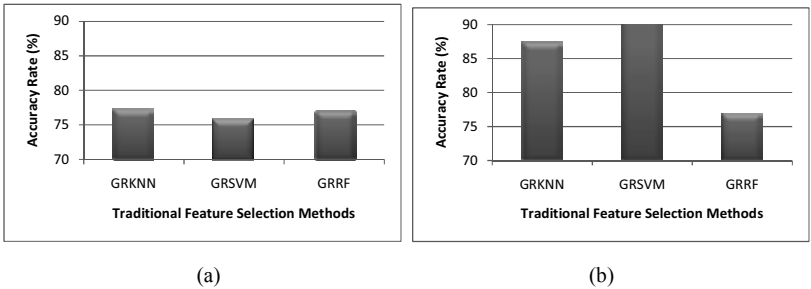 90
85
80
75
70
Accuracy Rate (%)
GRKNN GRSVM GRRF
Traditional Feature Selection Methods
(a)
90
85
80
75
70
Accuracy Rate (%)
GRKNN GRSVM GRRF
Traditional Feature Selection Methods
(b)